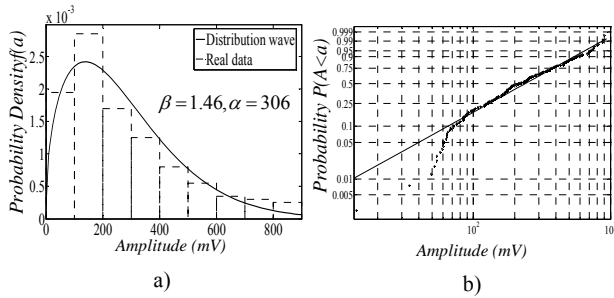 x 10⁻³
Probability Density f(a)
2.5
2
1.5
1
0.5
0
0 200 400 600 800
Amplitude (mV)
Distribution wave
Real data
β = 1.46, α = 306
a)
Probability P(A<a)
0.999
0.99
0.95
0.9
0.75
0.5
0.25
0.1
0.05
0.01
0.005
10²
10
Amplitude (mV)
b)